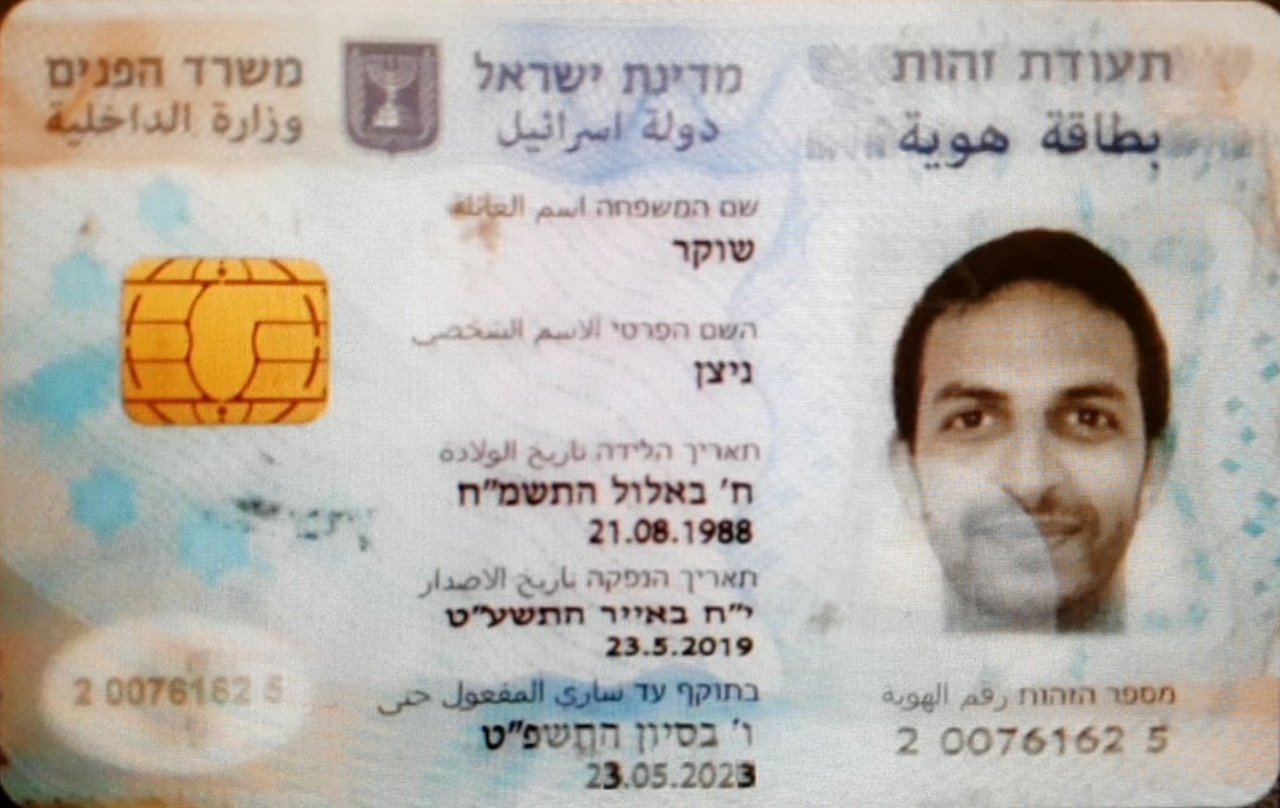 תעודת זהות
بطاقة هوية
מדינת ישראל
دولة اسرائيل
משרד הפנים
وزارة الداخلية
שם המשפחה اسم العائلة
שוקר
השם הפרטי الاسم الشخصي
ניצן
תאריך הלידה تاريخ الولادة
ח' באלול התשמ"ח
21.08.1988
תאריך הנפקה تاريخ الاصدار
י"ח באייר התשע"ט
23.5.2019
בתוקף עד ساري المفعول حتى
ו' בסיון התשפ"ט
23.05.2023
מספר הזהות رقم الهوية
2 0076162 5
2 0076162 5